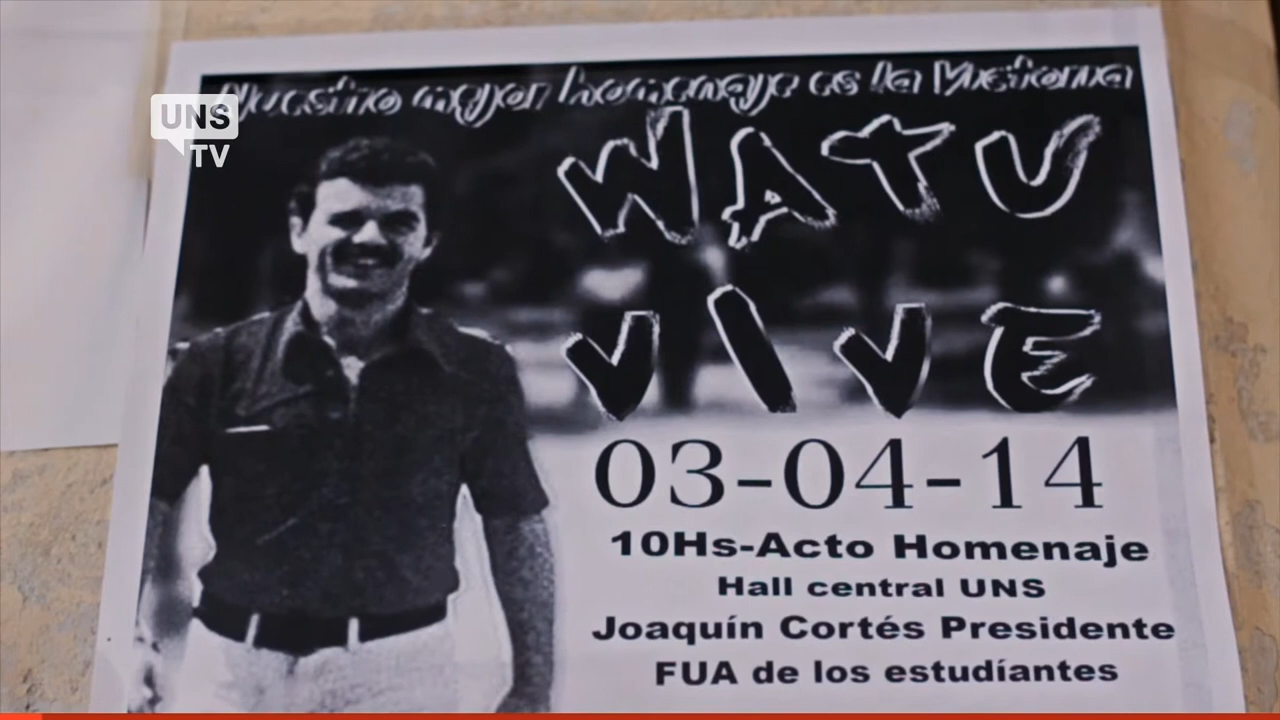 Nuestro mejor homenaje es la Victoria
UNS
TV
WATU
VIVE
03-04-14
10Hs-Acto Homenaje
Hall central UNS
Joaquín Cortés Presidente
FUA de los estudíantes